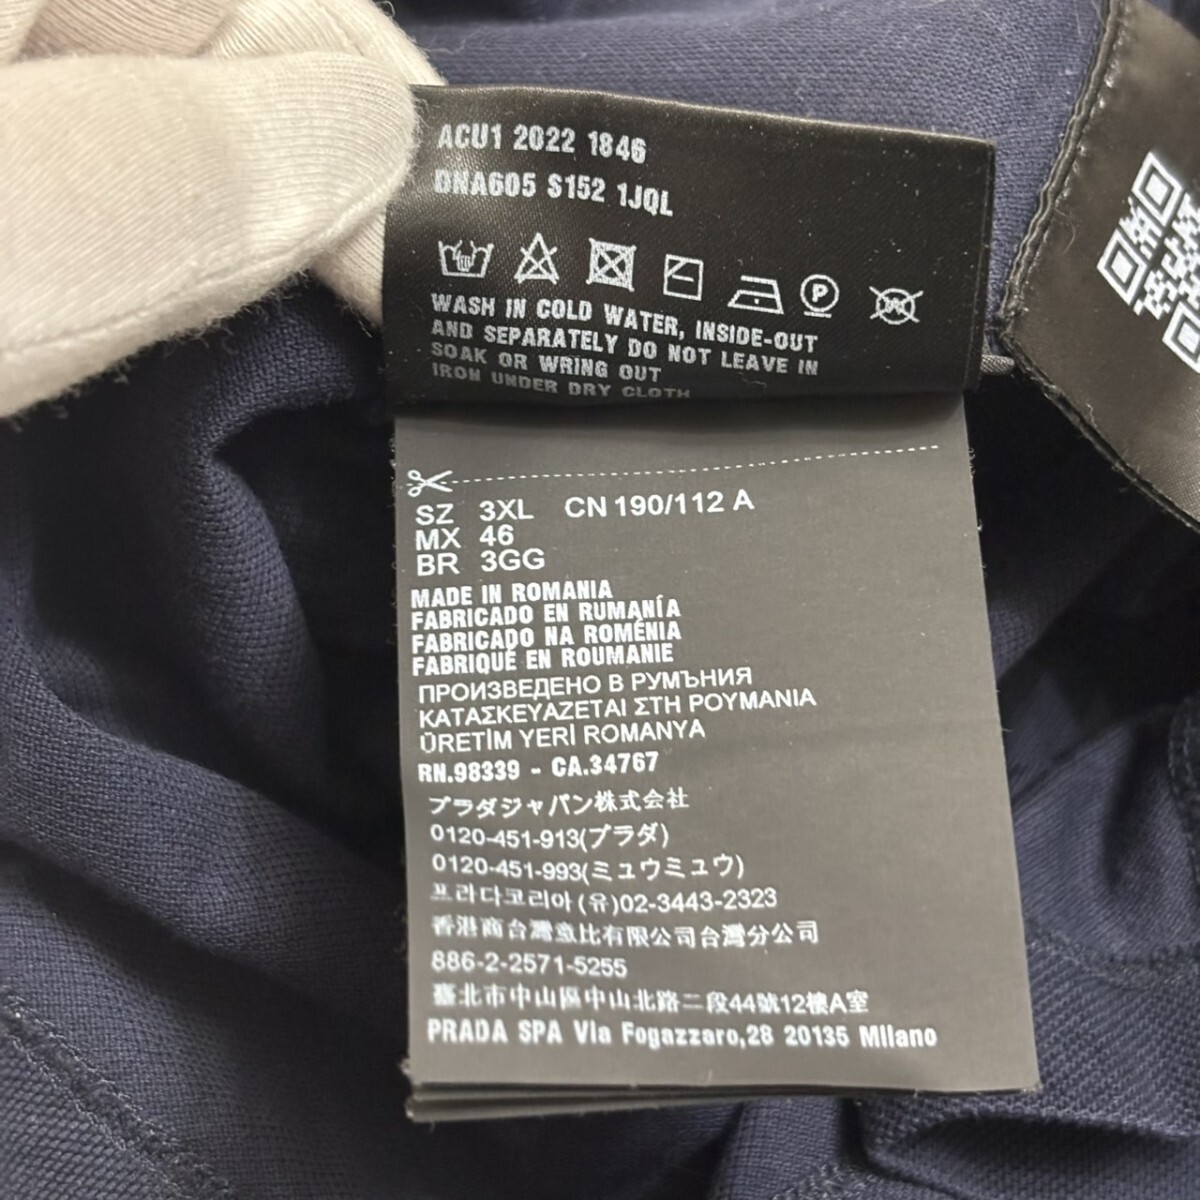 ACU1 2022 1846
DNA605 S152 1JQL
P
WASH IN COLD WATER, INSIDE-OUT
AND SEPARATELY DO NOT LEAVE IN
SOAK OR WRING OUT
IRON UNDER DRY CLOTH
SZ 3XL CN 190/112 A
MX 46
BR 3GG
MADE IN ROMANIA
FABRICADO EN RUMANÍA
FABRICADO NA ROMÉNIA
FABRIQUÉ EN ROUMANIE
ПРОИЗВЕДЕНО В РУМЪНИЯ
ΚΑΤΑΣΚΕΥΑΖΕΤΑΙ ΣΤΗ ΡΟΥΜΑΝΙΑ
ÜRETİM YERİ ROMANYA
RN.98339 - CA.34767
プラダジャパン株式会社
0120-451-913(プラダ)
0120-451-993(ミュウミュウ)
프라다코리아 (유)02-3443-2323
香港商台灣意比有限公司台灣分公司
886-2-2571-5255
臺北市中山區中山北路二段44號12樓A室
PRADA SPA Via Fogazzaro,28 20135 Milano